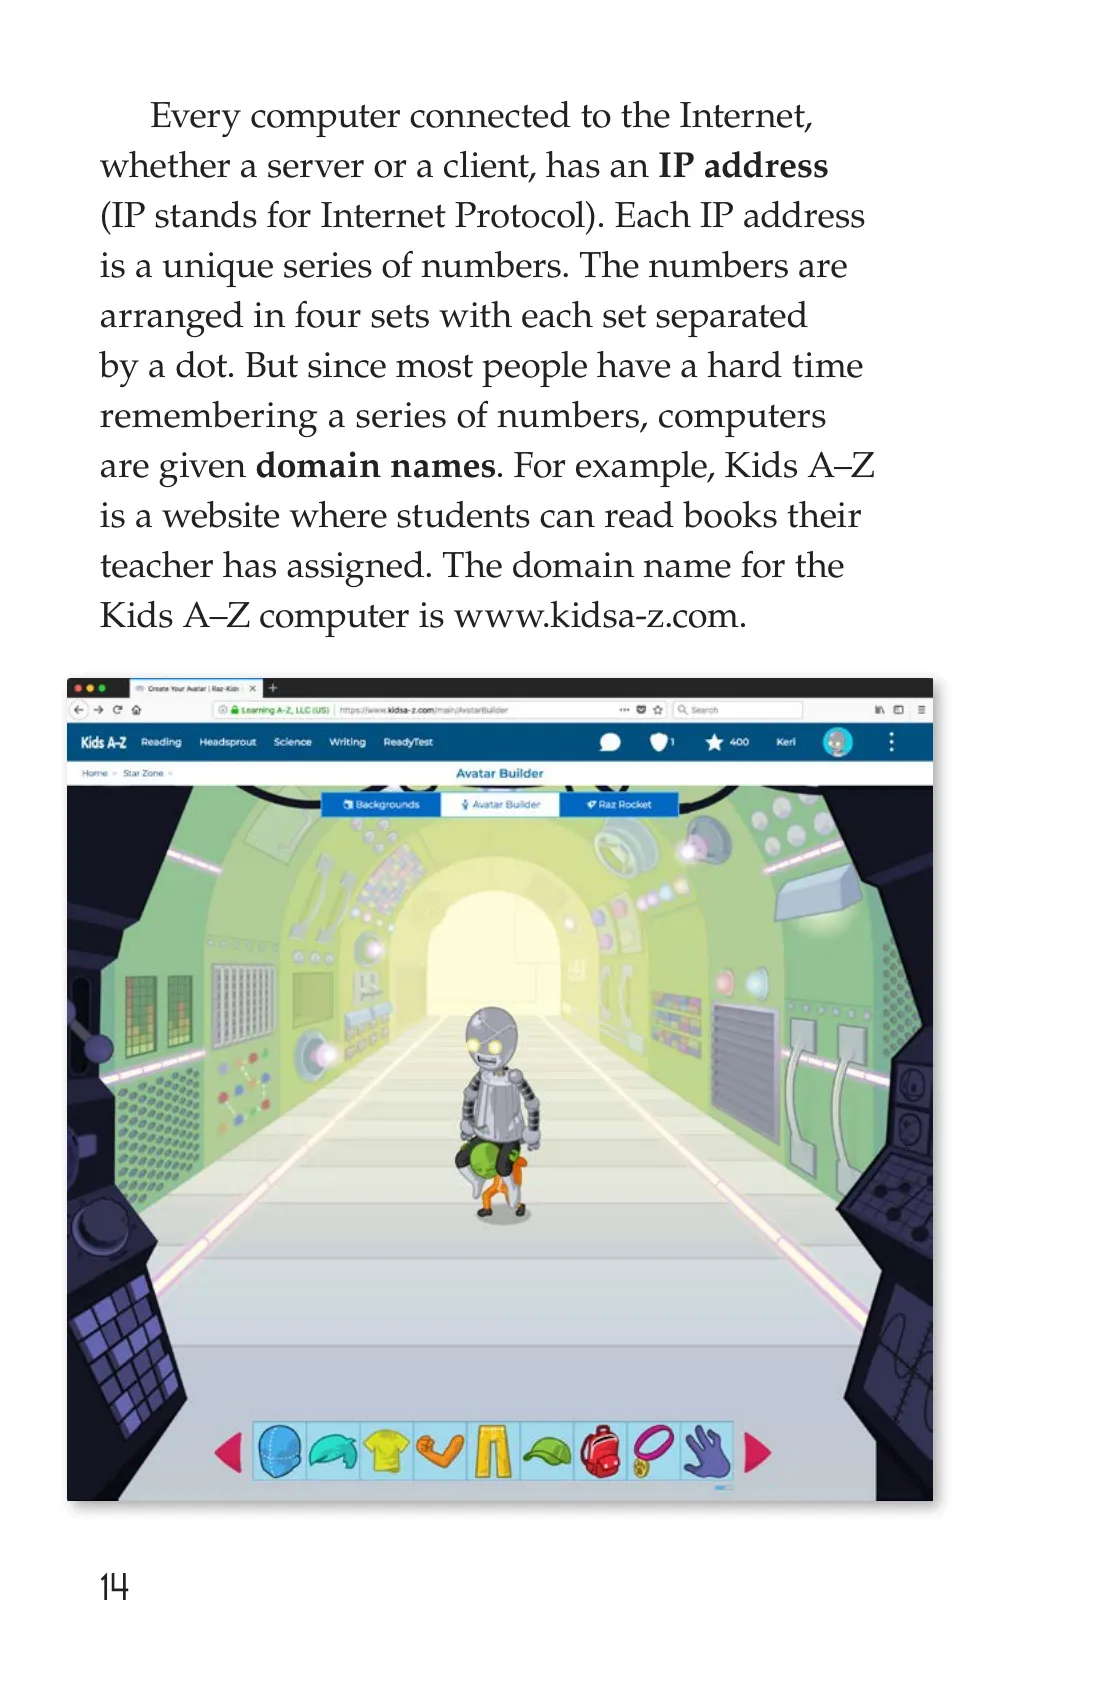 Every computer connected to the Internet,
whether a server or a client, has an IP address
(IP stands for Internet Protocol). Each IP address
is a unique series of numbers. The numbers are
arranged in four sets with each set separated
by a dot. But since most people have a hard time
remembering a series of numbers, computers
are given domain names. For example, Kids A–Z
is a website where students can read books their
teacher has assigned. The domain name for the
Kids A–Z computer is www.kidsa-z.com.
Create Your Avatar | Raz-Kids
Learning A-Z, LLC (US) https://www.kidsa-z.com/main/AvatarBuilder Search
Kids A-Z Reading Headsprout Science Writing ReadyTest 1 400 Keri
Home Star Zone Avatar Builder
Backgrounds Avatar Builder Raz Rocket
14